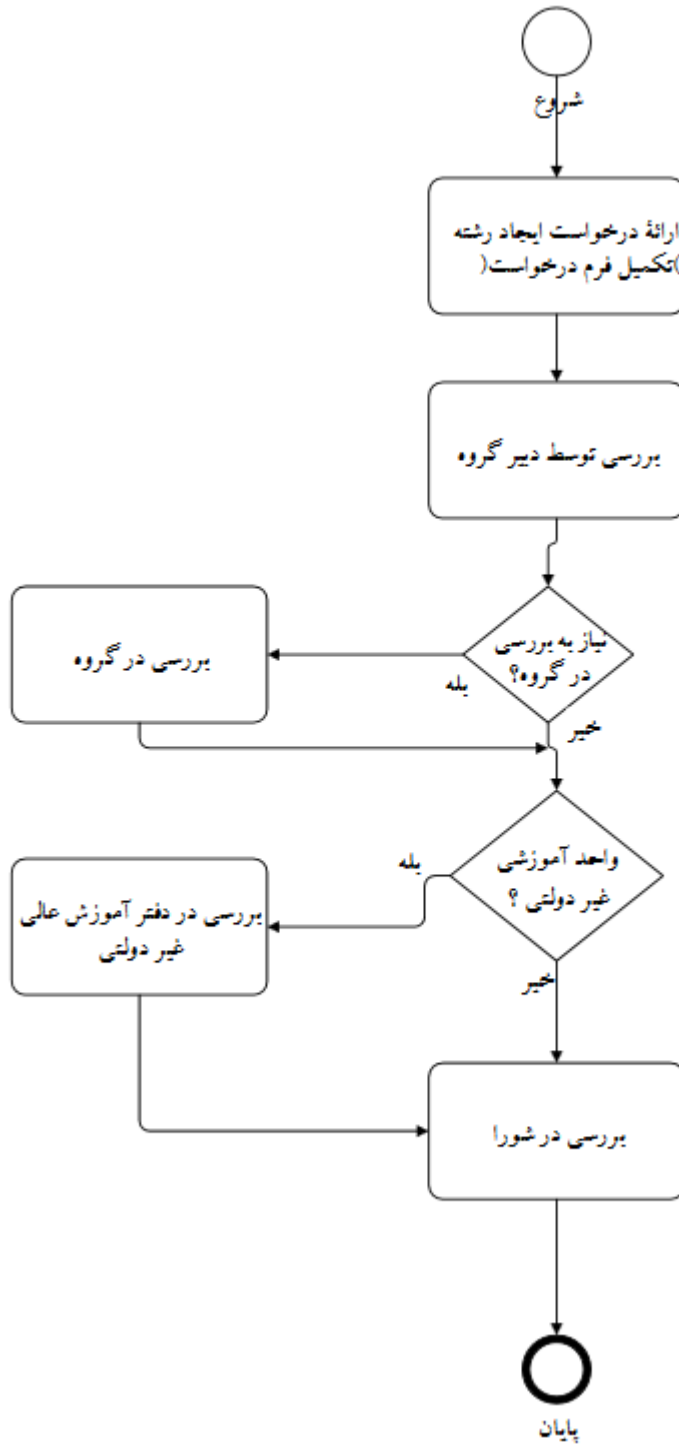 شروع
ارائۀ درخواست ایجاد رشته
)تکمیل فرم درخواست(
بررسی توسط دبیر گروه
نیاز به بررسی
در گروه؟
بله
بررسی در گروه
خیر
واحد آموزشی
غیر دولتی ؟
بله
بررسی در دفتر آموزش عالی
غیر دولتی
خیر
بررسی در شورا
پایان